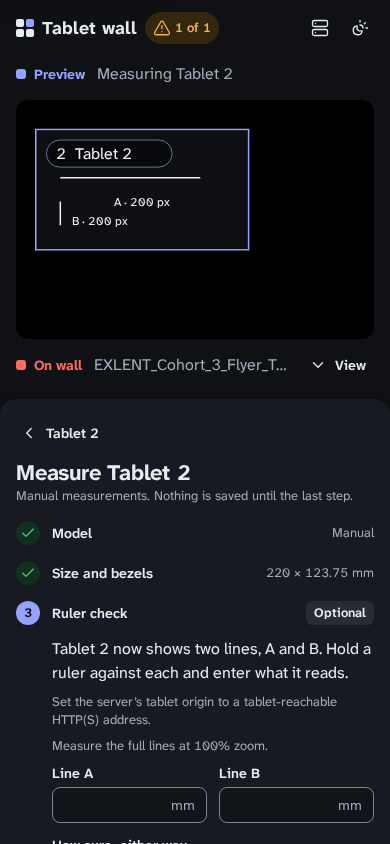 Tablet wall
1 of 1
Preview Measuring Tablet 2
2 Tablet 2
A · 200 px
B · 200 px
On wall EXLENT_Cohort_3_Flyer_T... View
Tablet 2
Measure Tablet 2
Manual measurements. Nothing is saved until the last step.
Model Manual
Size and bezels 220 × 123.75 mm
3 Ruler check Optional
Tablet 2 now shows two lines, A and B. Hold a
ruler against each and enter what it reads.
Set the server's tablet origin to a tablet-reachable
HTTP(S) address.
Measure the full lines at 100% zoom.
Line A Line B
mm mm